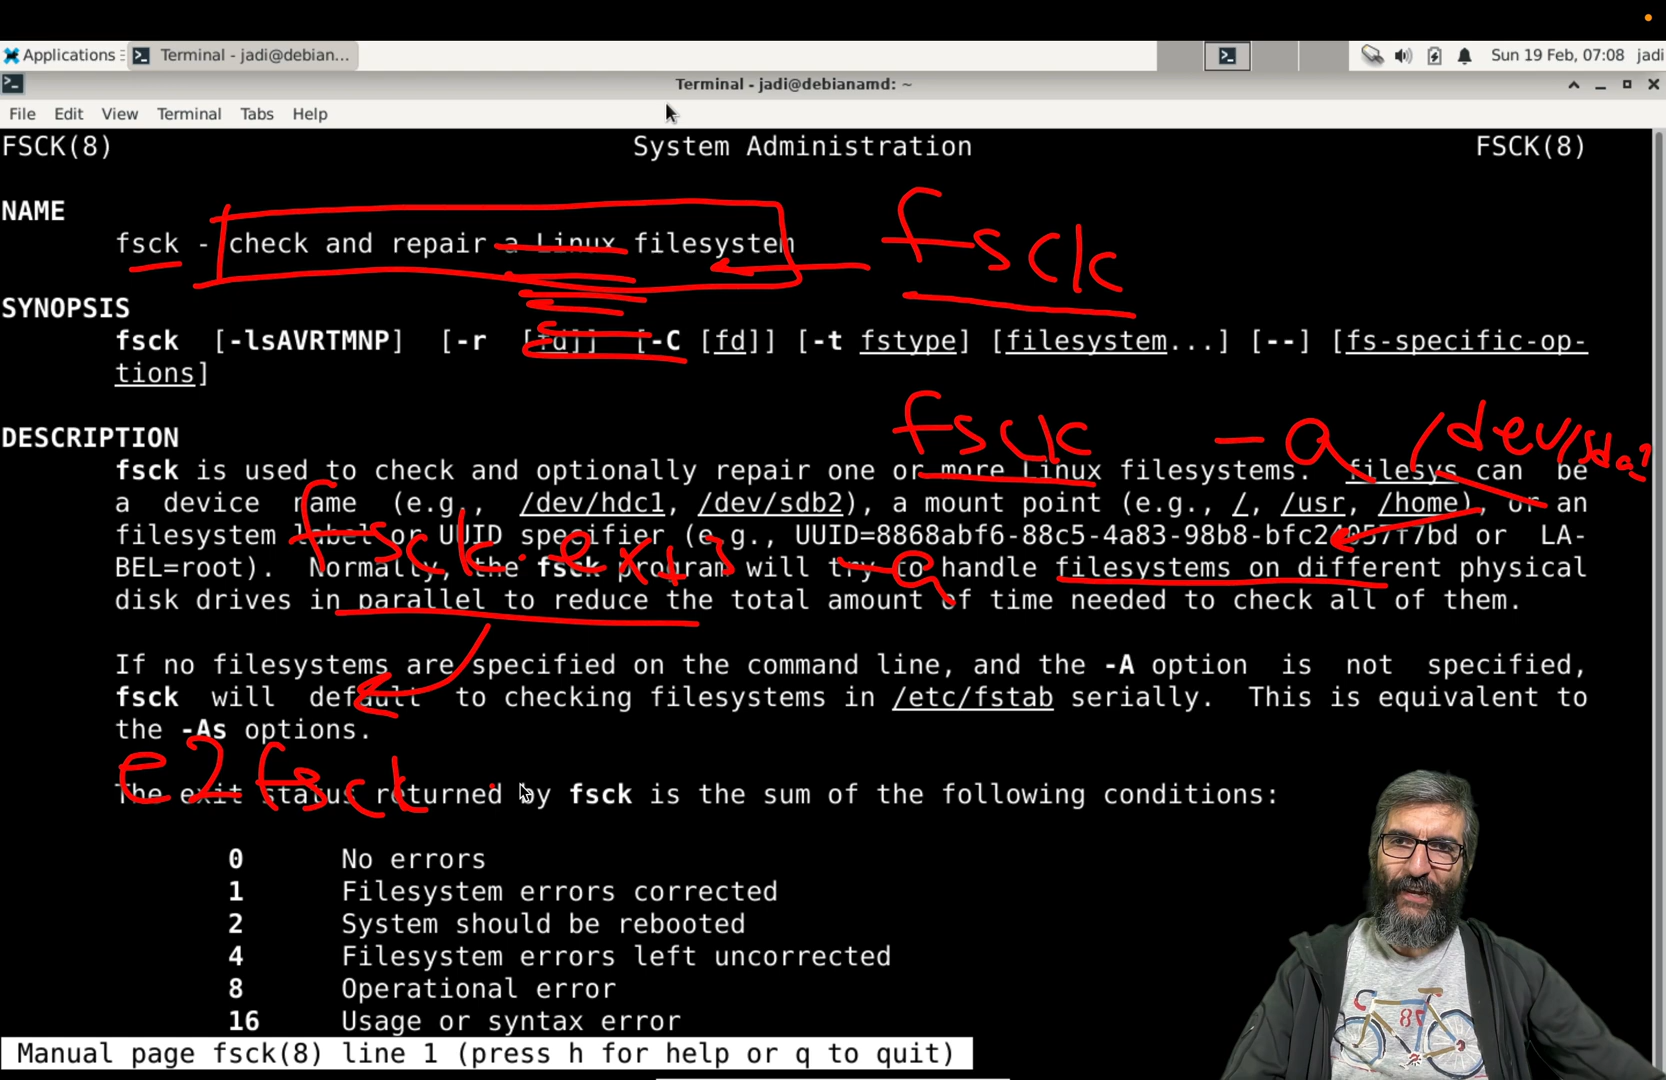 Applications Terminal - jadi@debian... Sun 19 Feb, 07:08 jadi
Terminal - jadi@debianamd: ~
File Edit View Terminal Tabs Help
FSCK(8) System Administration FSCK(8)
NAME
fsck - check and repair a Linux filesystem
fsck
SYNOPSIS
fsck [-lsAVRTMNP] [-r [fd]] [-C [fd]] [-t fstype] [filesystem...] [--] [fs-specific-op-
tions]
fsck -a /dev/sda?
DESCRIPTION
fsck is used to check and optionally repair one or more Linux filesystems. filesys can be
a device name (e.g., /dev/hdc1, /dev/sdb2), a mount point (e.g., /, /usr, /home), or an
filesystem label or UUID specifier (e.g., UUID=8868abf6-88c5-4a83-98b8-bfc24057f7bd or LA-
BEL=root). Normally, the fsck program will try to handle filesystems on different physical
disk drives in parallel to reduce the total amount of time needed to check all of them.
fsck.ext3 -a
If no filesystems are specified on the command line, and the -A option is not specified,
fsck will default to checking filesystems in /etc/fstab serially. This is equivalent to
the -As options.
e2fsck
The exit status returned by fsck is the sum of the following conditions:
0 No errors
1 Filesystem errors corrected
2 System should be rebooted
4 Filesystem errors left uncorrected
8 Operational error
16 Usage or syntax error
Manual page fsck(8) line 1 (press h for help or q to quit)